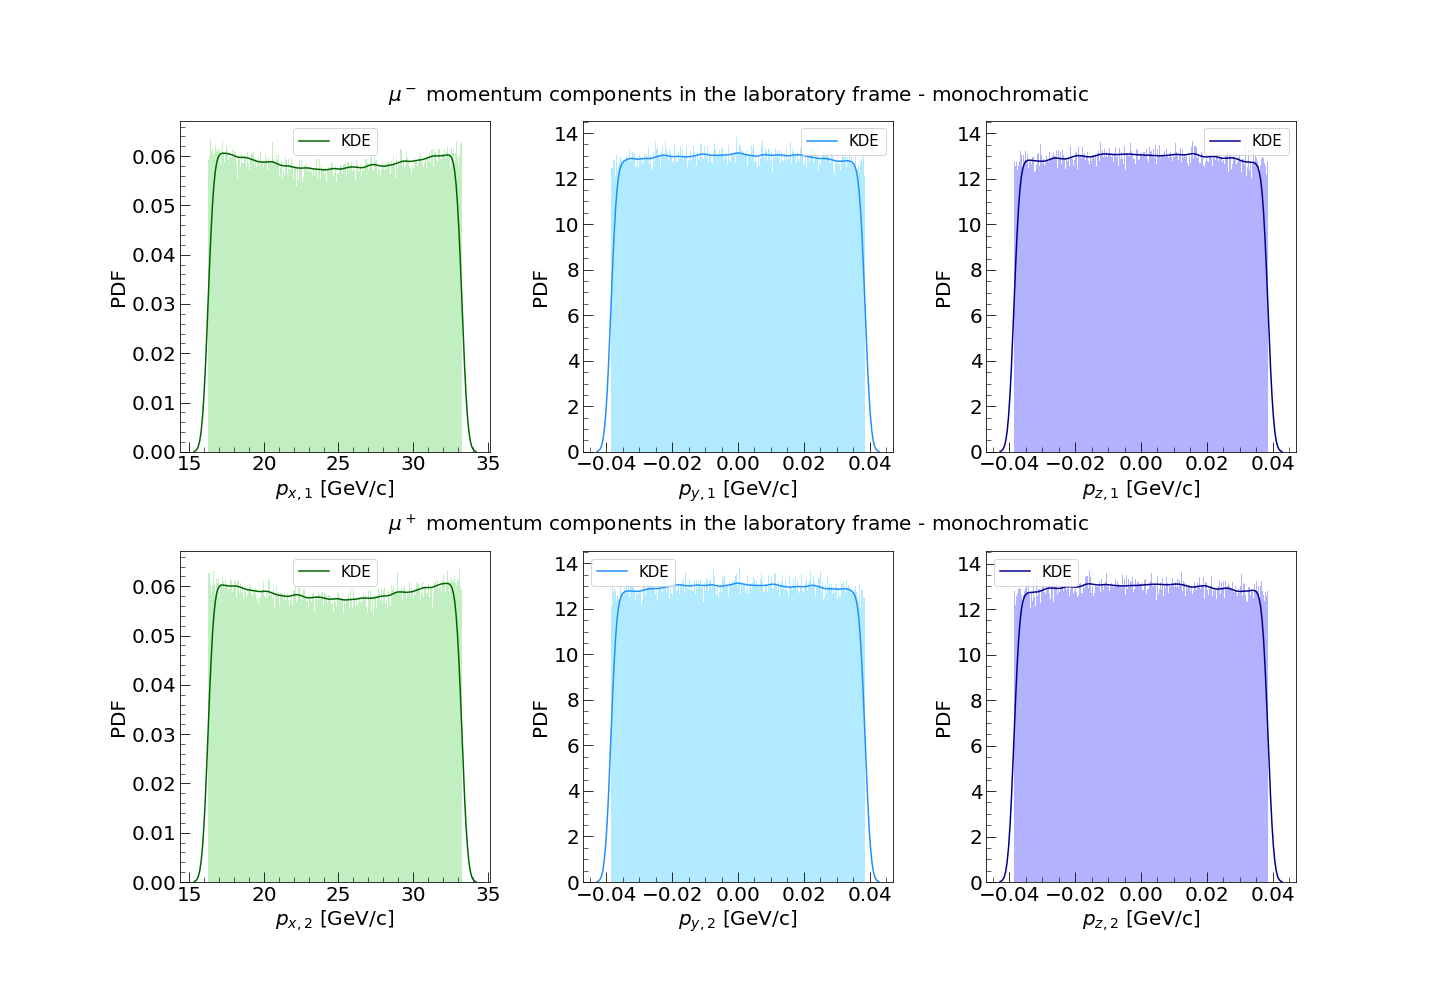 μ⁻ momentum components in the laboratory frame - monochromatic
KDE KDE KDE
0.06 14 14
0.05 12 12
0.04 10 10
0.03 8 8
0.02 6 6
0.01 4 4
0.00 2 2
0 0
PDF PDF PDF
15 20 25 30 35 −0.04 −0.02 0.00 0.02 0.04 −0.04 −0.02 0.00 0.02 0.04
pₓ,₁ [GeV/c] p_y,1 [GeV/c] p_z,1 [GeV/c]
μ⁺ momentum components in the laboratory frame - monochromatic
KDE KDE KDE
0.06 14 14
0.05 12 12
0.04 10 10
0.03 8 8
0.02 6 6
0.01 4 4
0.00 2 2
0 0
PDF PDF PDF
15 20 25 30 35 −0.04 −0.02 0.00 0.02 0.04 −0.04 −0.02 0.00 0.02 0.04
pₓ,₂ [GeV/c] p_y,2 [GeV/c] p_z,2 [GeV/c]